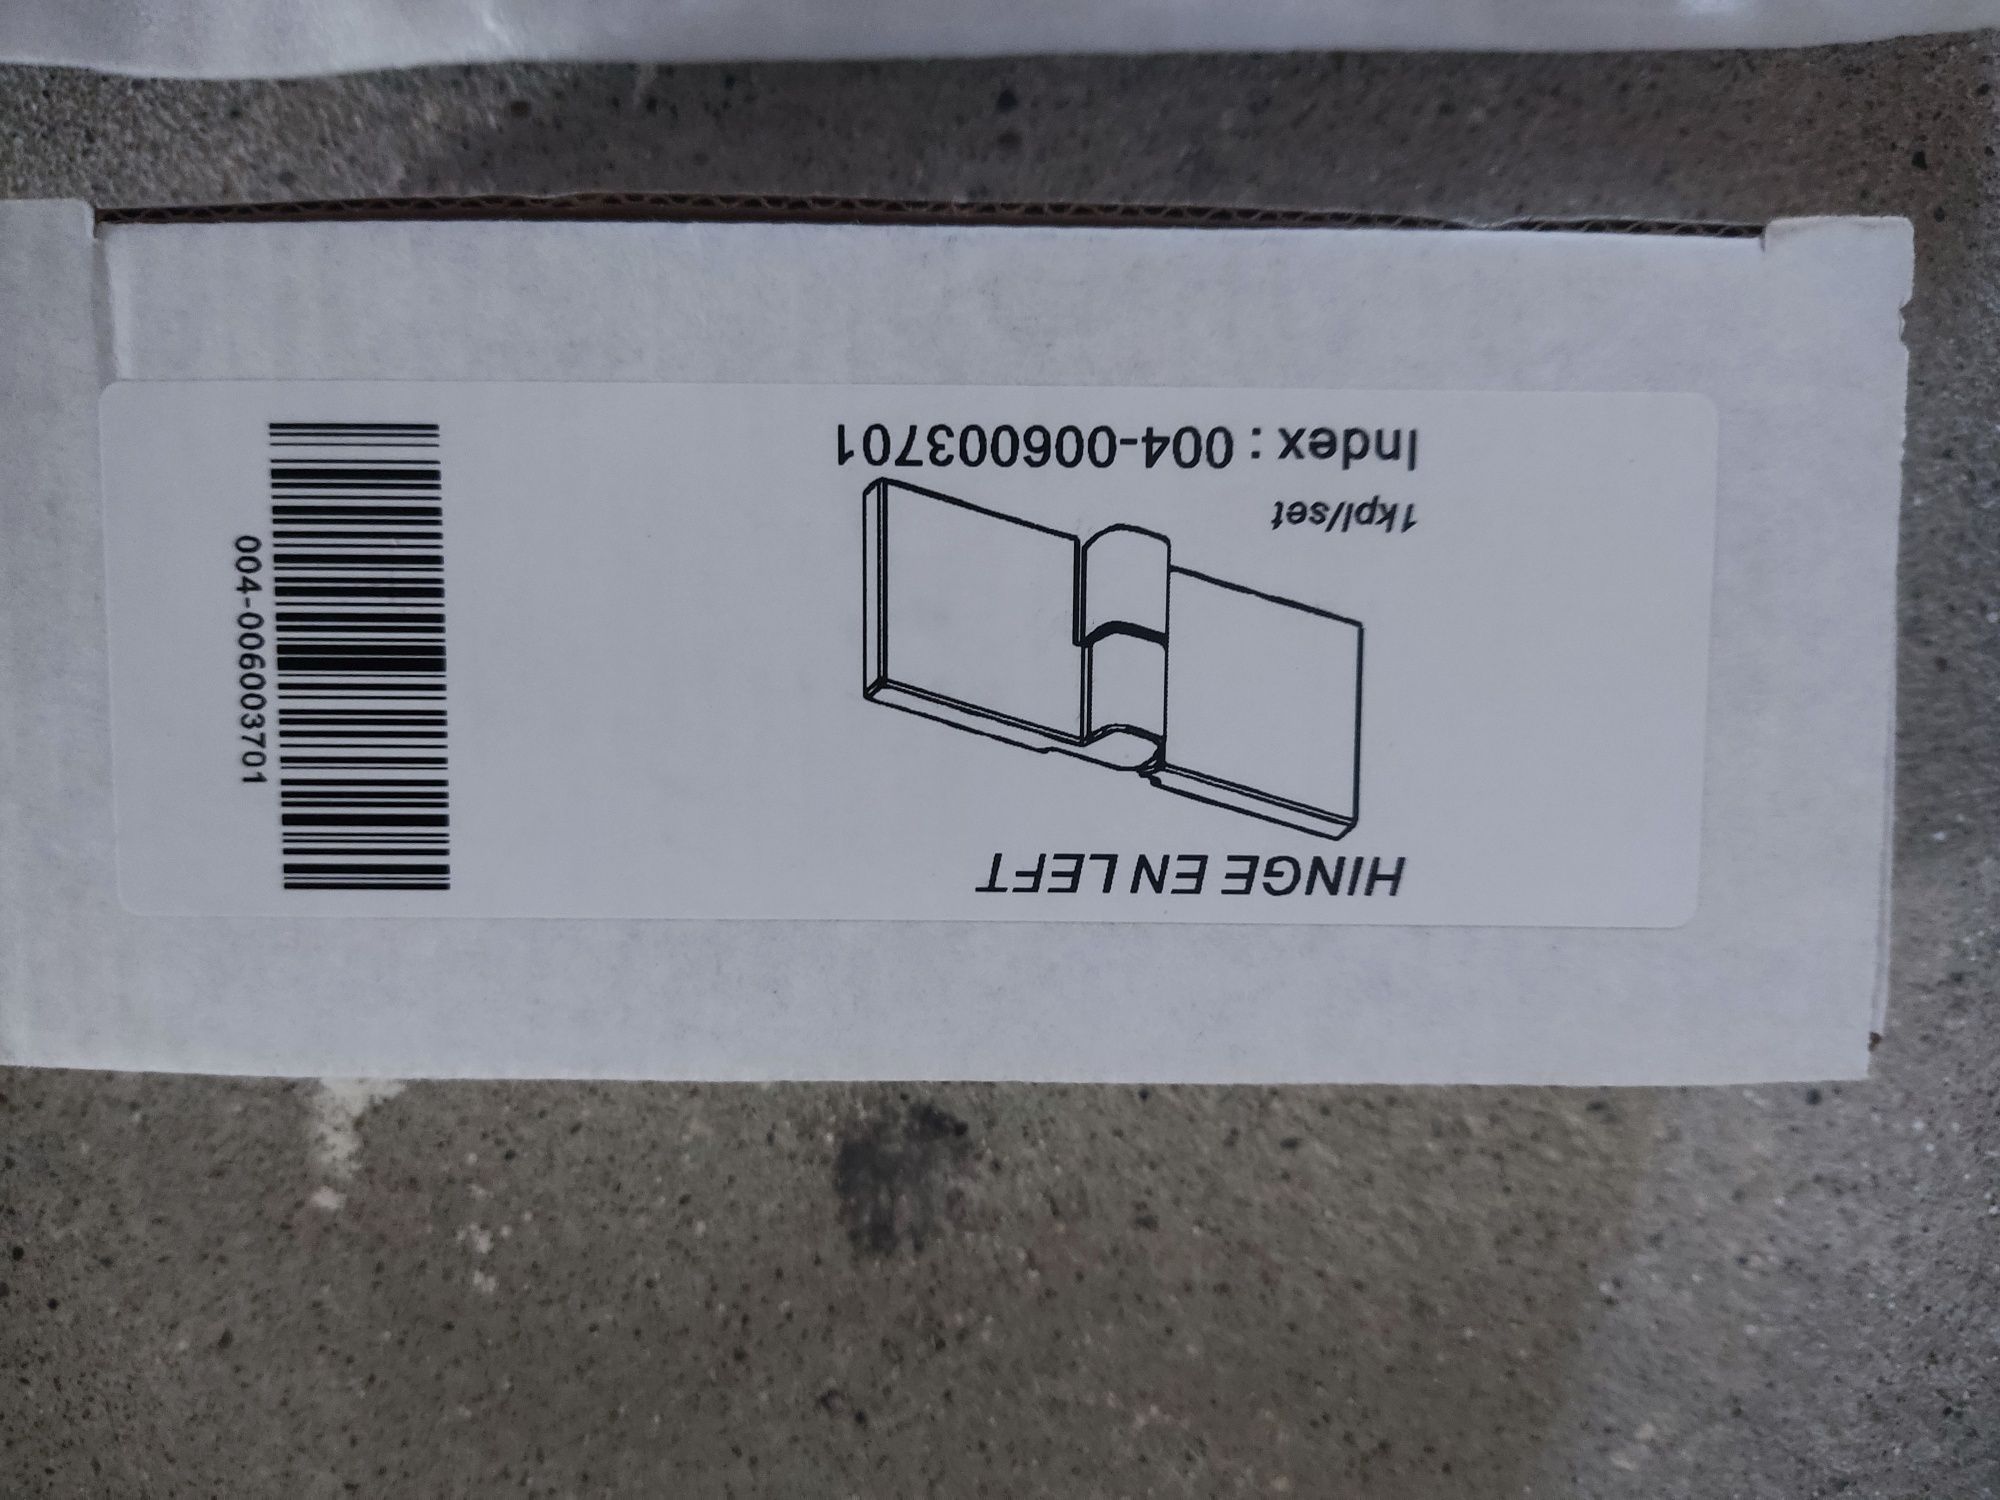 Index : 004-006003701
1kpl/set
HINGE EN LEFT
004-006003701